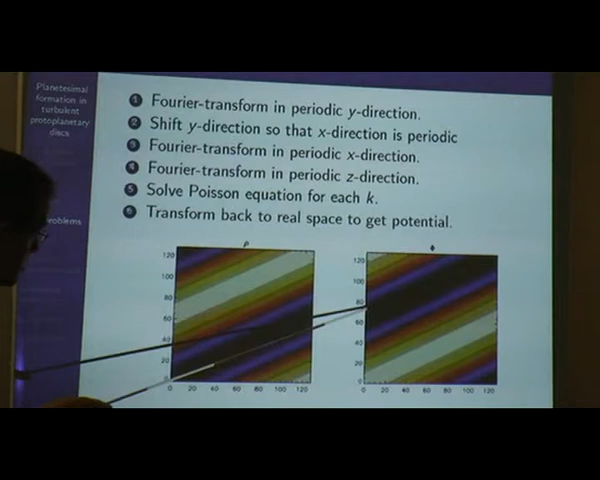 Planetesimal
formation in
turbulent
protoplanetary
discs
1 Fourier-transform in periodic y-direction.
2 Shift y-direction so that x-direction is periodic
3 Fourier-transform in periodic x-direction.
4 Fourier-transform in periodic z-direction.
5 Solve Poisson equation for each k.
6 Transform back to real space to get potential.
roblems
ρ
Φ
120
100
80
60
40
20
0
0 20 40 60 80 100 120
120
100
80
60
40
20
0
0 20 40 60 80 100 120